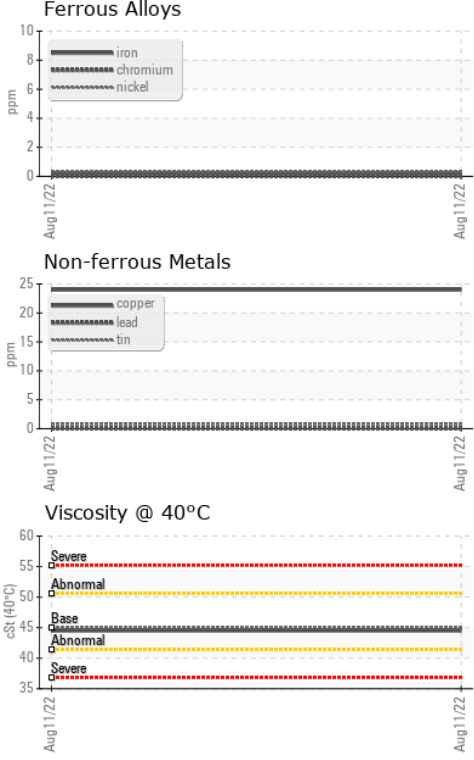 Ferrous Alloys
10
8
6
4
2
0
ppm
iron
chromium
nickel
Aug11/22
Aug11/22
Non-ferrous Metals
25
20
15
10
5
0
ppm
copper
lead
tin
Aug11/22
Aug11/22
Viscosity @ 40°C
60
55
50
45
40
35
cSt (40°C)
Severe
Abnormal
Base
Abnormal
Severe
Aug11/22
Aug11/22